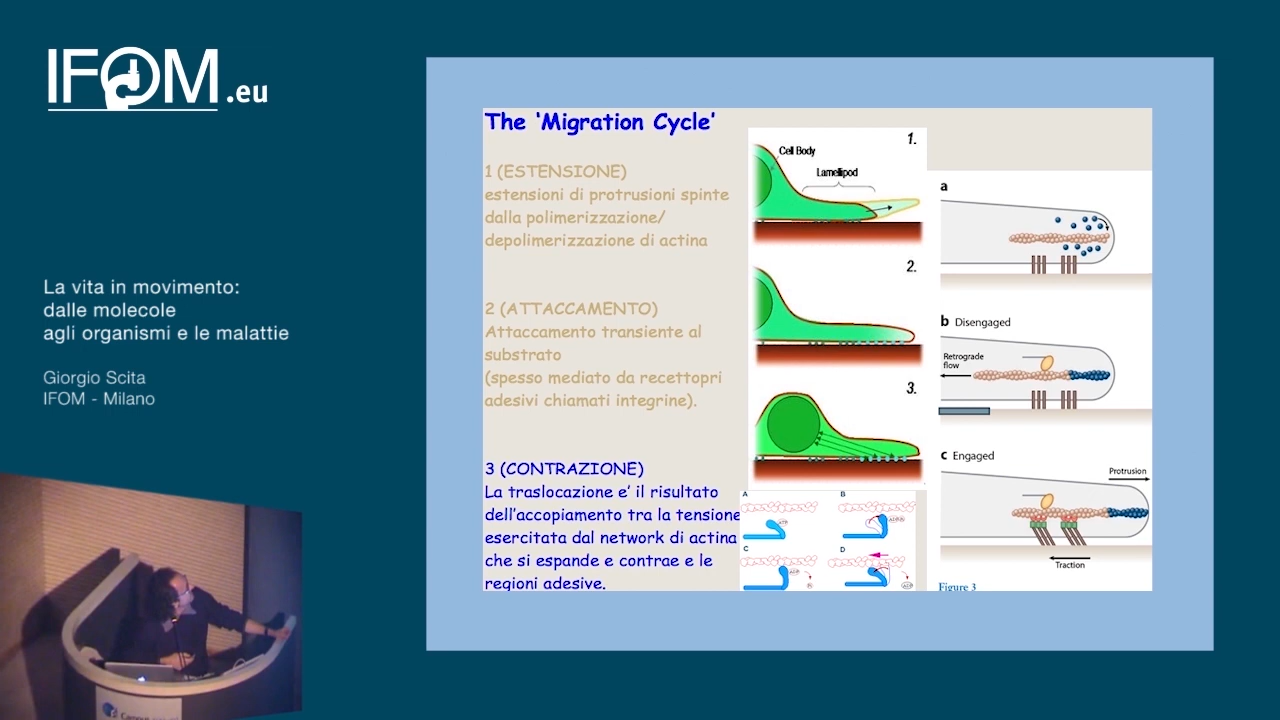 IFOM.eu
La vita in movimento:
dalle molecole
agli organismi e le malattie
Giorgio Scita
IFOM - Milano
The ‘Migration Cycle’
1 (ESTENSIONE)
estensioni di protrusioni spinte
dalla polimerizzazione/
depolimerizzazione di actina
2 (ATTACCAMENTO)
Attaccamento transiente al
substrato
(spesso mediato da recettopri
adesivi chiamati integrine).
3 (CONTRAZIONE)
La traslocazione e’ il risultato
dell’accopiamento tra la tensione
esercitata dal network di actina
che si espande e contrae e le
regioni adesive.
1.
Cell Body
Lamellipod
2.
3.
A
B
C
D
a
b Disengaged
Retrograde
flow
c Engaged
Protrusion
Traction
Figure 3